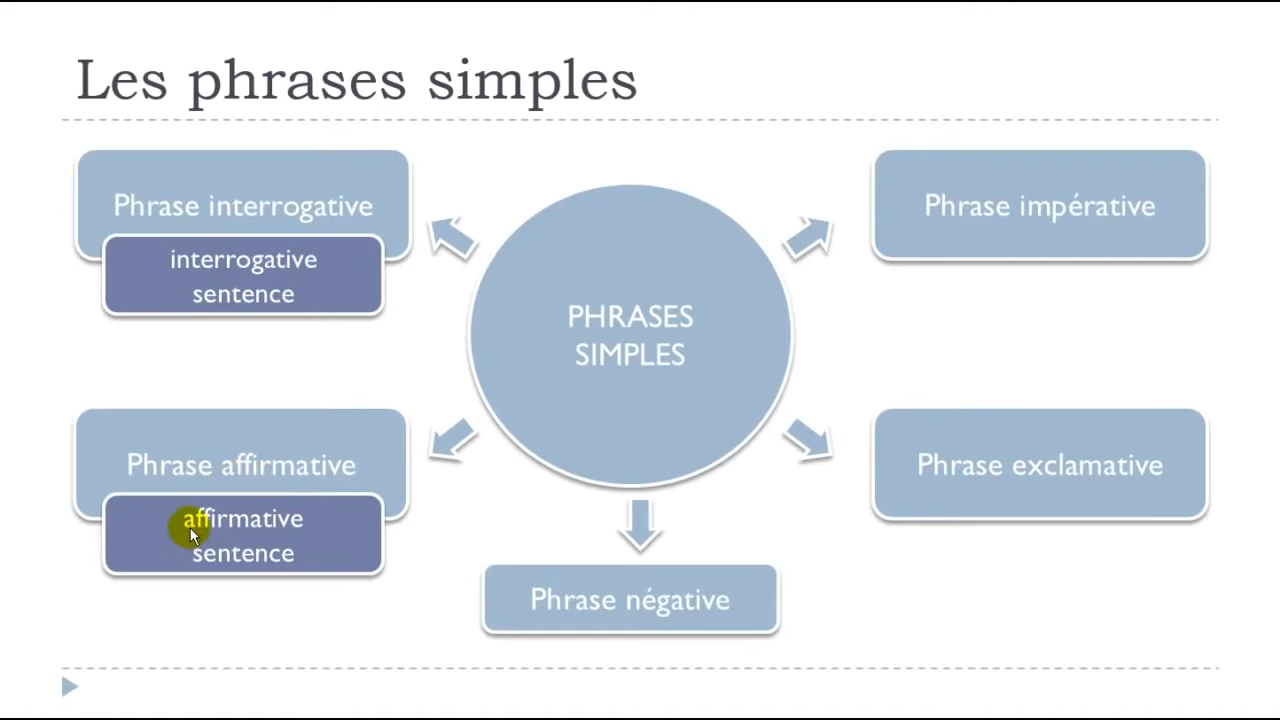 Les phrases simples
Phrase interrogative
interrogative
sentence
Phrase impérative
PHRASES
SIMPLES
Phrase affirmative
affirmative
sentence
Phrase exclamative
Phrase négative